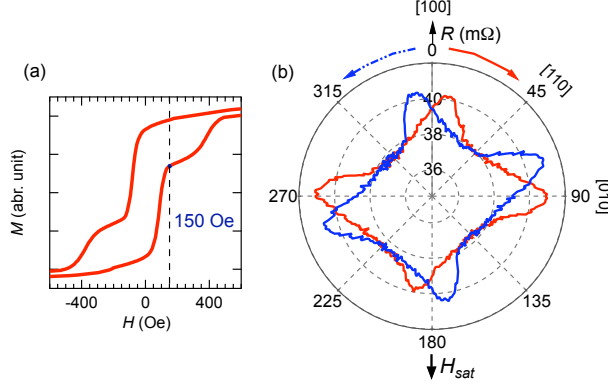 (a)
M (abr. unit)
150 Oe
-400
0
400
H (Oe)
(b)
[100]
R (mΩ)
0
45
[110]
90
[010]
135
180
H_sat
225
270
315
40
38
36